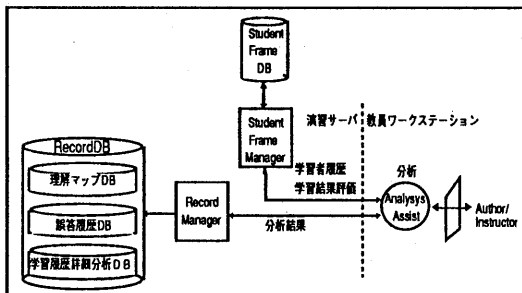 Student
Frame
DB
Student
Frame
Manager
演習サーバ
教員ワークステーション
RecordDB
理解マップDB
誤答履歴DB
学習履歴詳細分析DB
Record
Manager
学習者履歴
学習結果評価
分析結果
分析
Analysys
Assist
Author/
Instructor